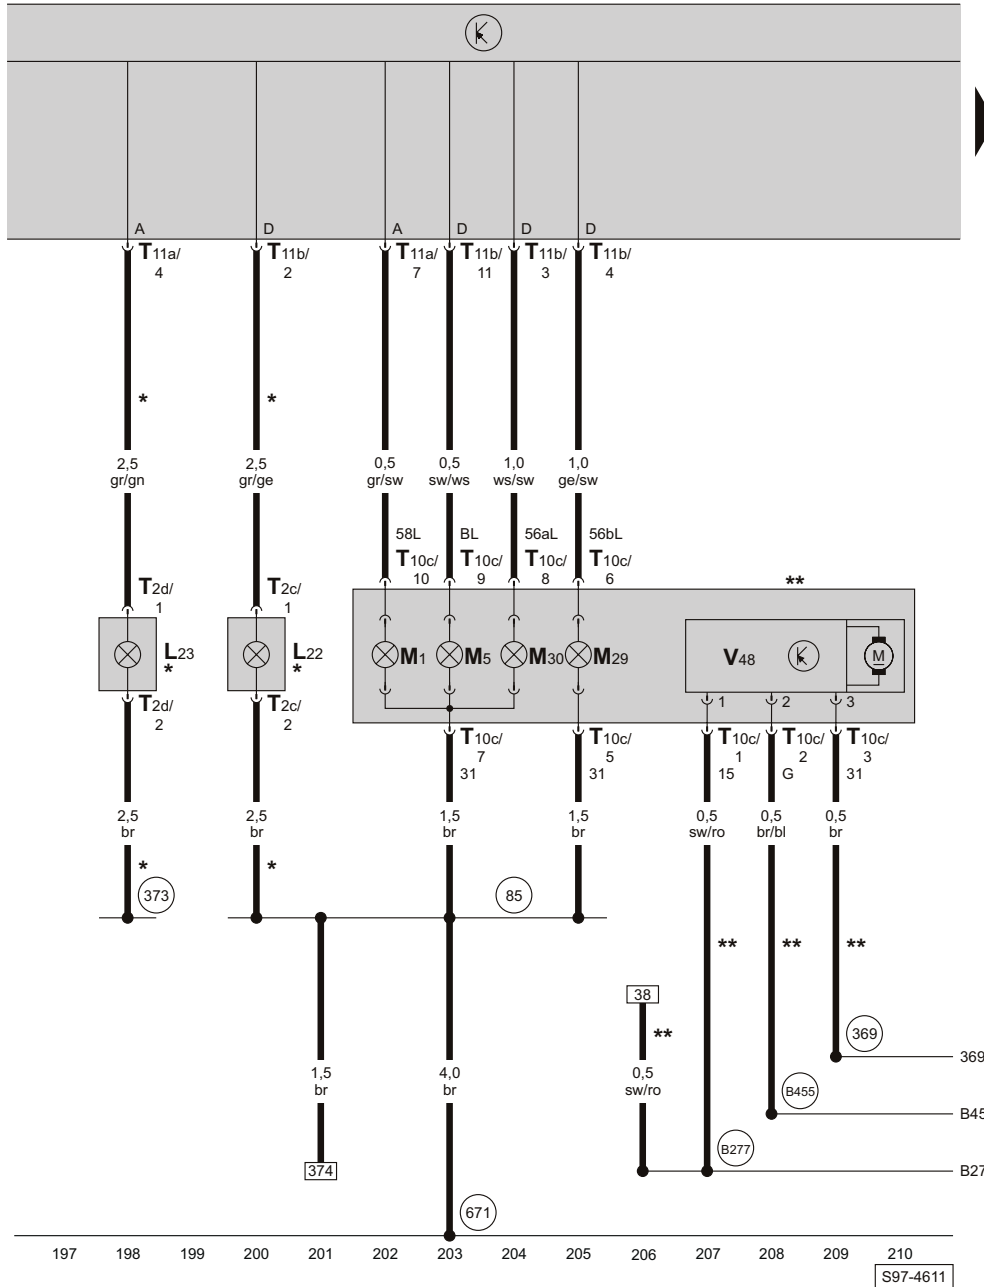 A D A D D D
T11a/ T11b/ T11a/ T11b/ T11b/ T11b/
4 2 7 11 3 4
* *
2,5 2,5 0,5 0,5 1,0 1,0
gr/gn gr/ge gr/sw sw/ws ws/sw ge/sw
58L BL 56aL 56bL
T10c/ T10c/ T10c/ T10c/
10 9 8 6
**
T2d/ T2c/
1 1
L23 L22 M1 M5 M30 M29 V48 M
* *
1 2 3
T2d/ T2c/
2 2
T10c/ T10c/ T10c/ T10c/ T10c/
7 5 1 2 3
31 31 15 G 31
2,5 2,5 1,5 1,5 0,5 0,5 0,5
br br br br sw/ro br/bl br
* *
373 85
** ** **
38
**
369
369
1,5 4,0 0,5
br br sw/ro
B455
B45
B277
B27
374
671
197 198 199 200 201 202 203 204 205 206 207 208 209 210
S97-4611